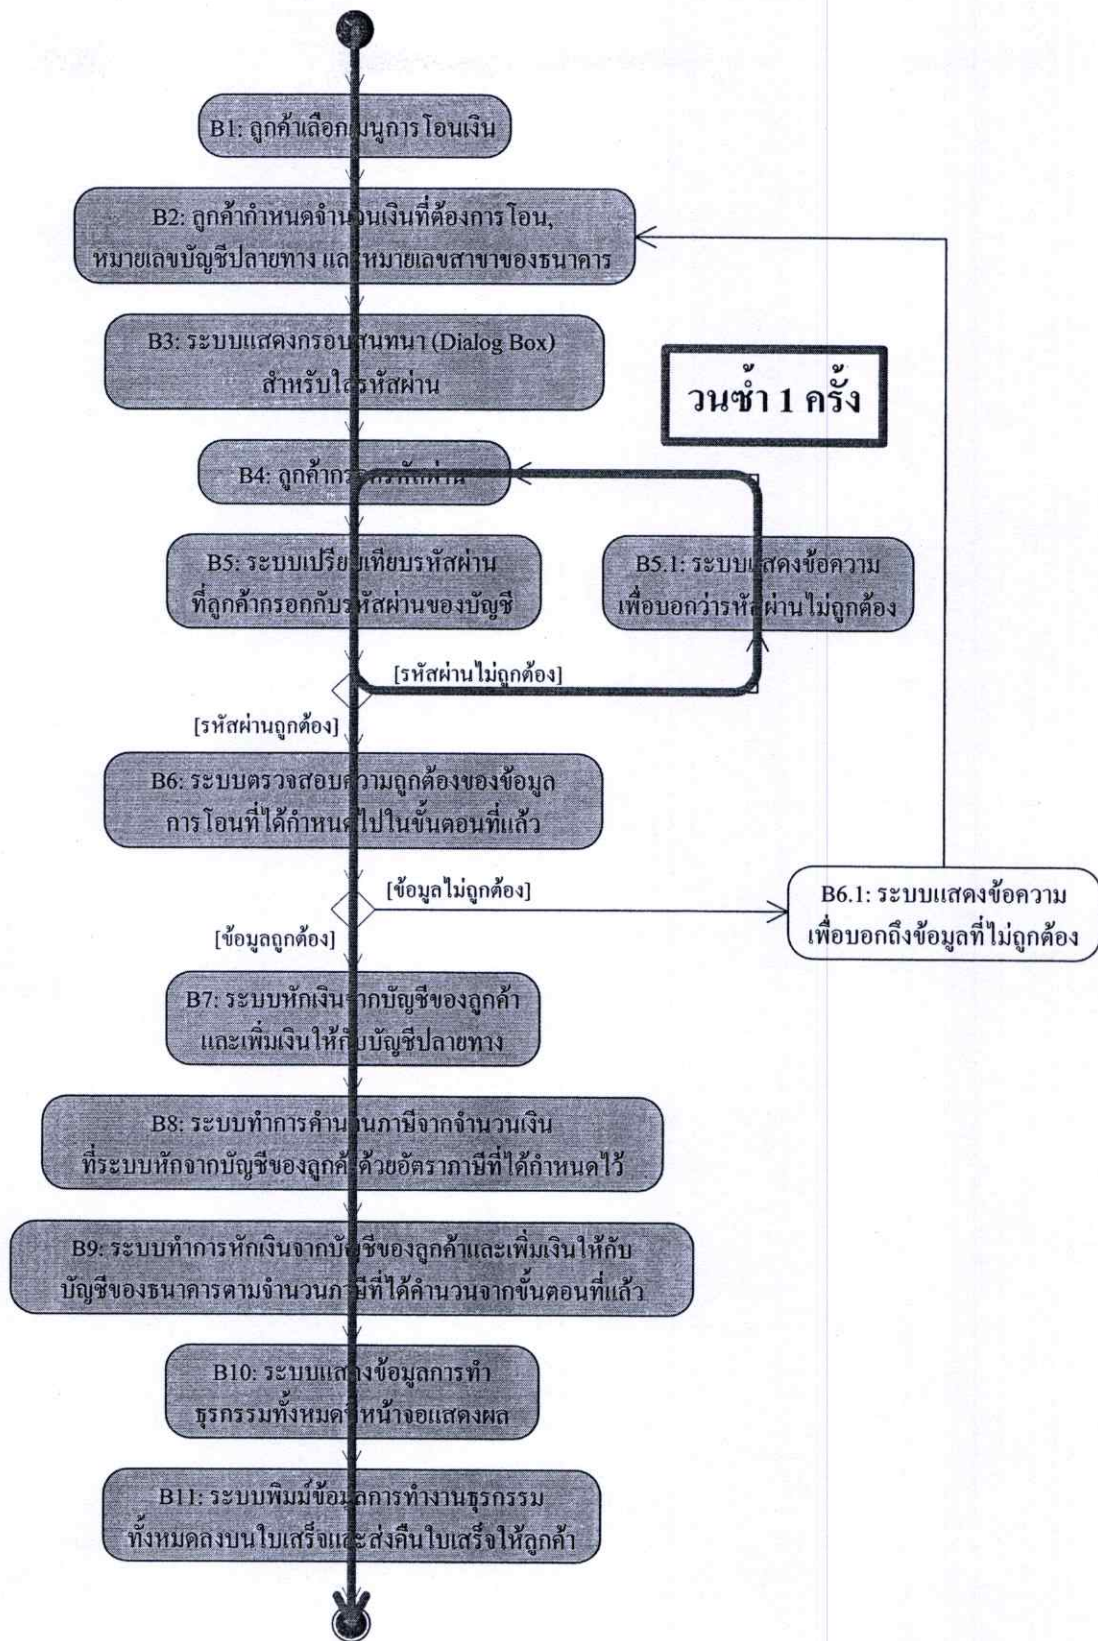 B1: ลูกค้าเลือกเมนูการโอนเงิน
B2: ลูกค้ากำหนดจำนวนเงินที่ต้องการโอน,
หมายเลขบัญชีปลายทาง และหมายเลขสาขาของธนาคาร
B3: ระบบแสดงกรอบสนทนา (Dialog Box)
สำหรับใส่รหัสผ่าน
วนซ้ำ 1 ครั้ง
B4: ลูกค้ากรอกรหัสผ่าน
B5: ระบบเปรียบเทียบรหัสผ่าน
ที่ลูกค้ากรอกกับรหัสผ่านของบัญชี
B5.1: ระบบแสดงข้อความ
เพื่อบอกว่ารหัสผ่านไม่ถูกต้อง
[รหัสผ่านไม่ถูกต้อง]
[รหัสผ่านถูกต้อง]
B6: ระบบตรวจสอบความถูกต้องของข้อมูล
การโอนที่ได้กำหนดไปในขั้นตอนที่แล้ว
[ข้อมูลไม่ถูกต้อง]
B6.1: ระบบแสดงข้อความ
เพื่อบอกถึงข้อมูลที่ไม่ถูกต้อง
[ข้อมูลถูกต้อง]
B7: ระบบหักเงินจากบัญชีของลูกค้า
และเพิ่มเงินให้กับบัญชีปลายทาง
B8: ระบบทำการคำนวนภาษีจากจำนวนเงิน
ที่ระบบหักจากบัญชีของลูกค้าด้วยอัตราภาษีที่ได้กำหนดไว้
B9: ระบบทำการหักเงินจากบัญชีของลูกค้าและเพิ่มเงินให้กับ
บัญชีของธนาคารตามจำนวนภาษีที่ได้คำนวนจากขั้นตอนที่แล้ว
B10: ระบบแสดงข้อมูลการทำ
ธุรกรรมทั้งหมดที่หน้าจอแสดงผล
B11: ระบบพิมม์ข้อมูลการทำงานธุรกรรม
ทั้งหมดลงบนใบเสร็จและส่งคืนใบเสร็จให้ลูกค้า